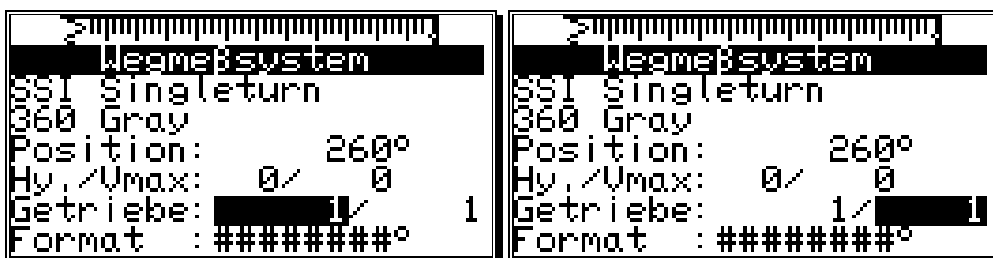 Wegmeßsystem
SSI Singleturn
360 Gray
Position: 260°
Hy./Vmax: 0/ 0
Getriebe: 1/ 1
Format :########°
Wegmeßsystem
SSI Singleturn
360 Gray
Position: 260°
Hy./Vmax: 0/ 0
Getriebe: 1/ 1
Format :########°